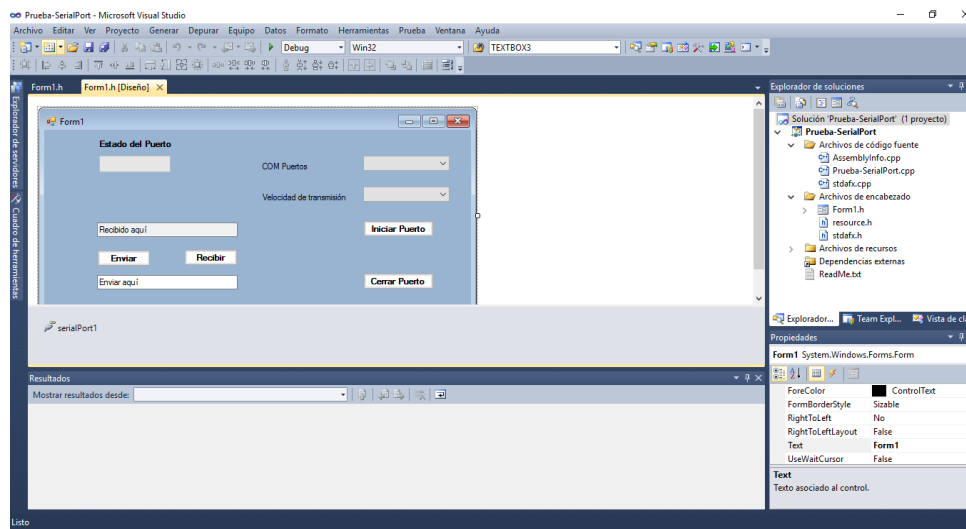 Prueba-SerialPort - Microsoft Visual Studio
Archivo Editar Ver Proyecto Generar Depurar Equipo Datos Formato Herramientas Prueba Ventana Ayuda
Debug Win32 TEXTBOX3
Form1.h Form1.h [Diseño]
Explorador de servidores
Cuadro de herramientas
Form1
Estado del Puerto
COM Puertos
Velocidad de transmisión
Recibido aquí
Iniciar Puerto
Enviar Recibir
Enviar aquí
Cerrar Puerto
serialPort1
Resultados
Mostrar resultados desde:
Explorador de soluciones
Solución 'Prueba-SerialPort' (1 proyecto)
Prueba-SerialPort
Archivos de código fuente
AssemblyInfo.cpp
Prueba-SerialPort.cpp
stdafx.cpp
Archivos de encabezado
Form1.h
resource.h
stdafx.h
Archivos de recursos
Dependencias externas
ReadMe.txt
Explorador... Team Expl... Vista de cl
Propiedades
Form1 System.Windows.Forms.Form
ForeColor ControlText
FormBorderStyle Sizable
RightToLeft No
RightToLeftLayout False
Text Form1
UseWaitCursor False
Text
Texto asociado al control.
Listo